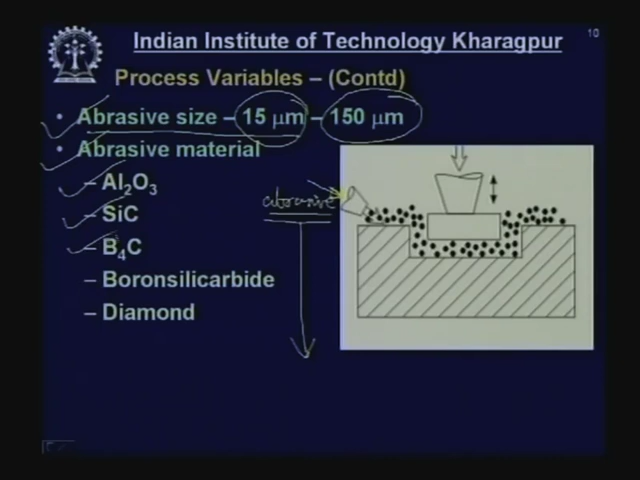 Indian Institute of Technology Kharagpur
10
Process Variables – (Contd)
• Abrasive size – 15 μm – 150 μm
• Abrasive material
– Al₂O₃
– SiC
– B₄C
– Boronsilicarbide
– Diamond
abrasive